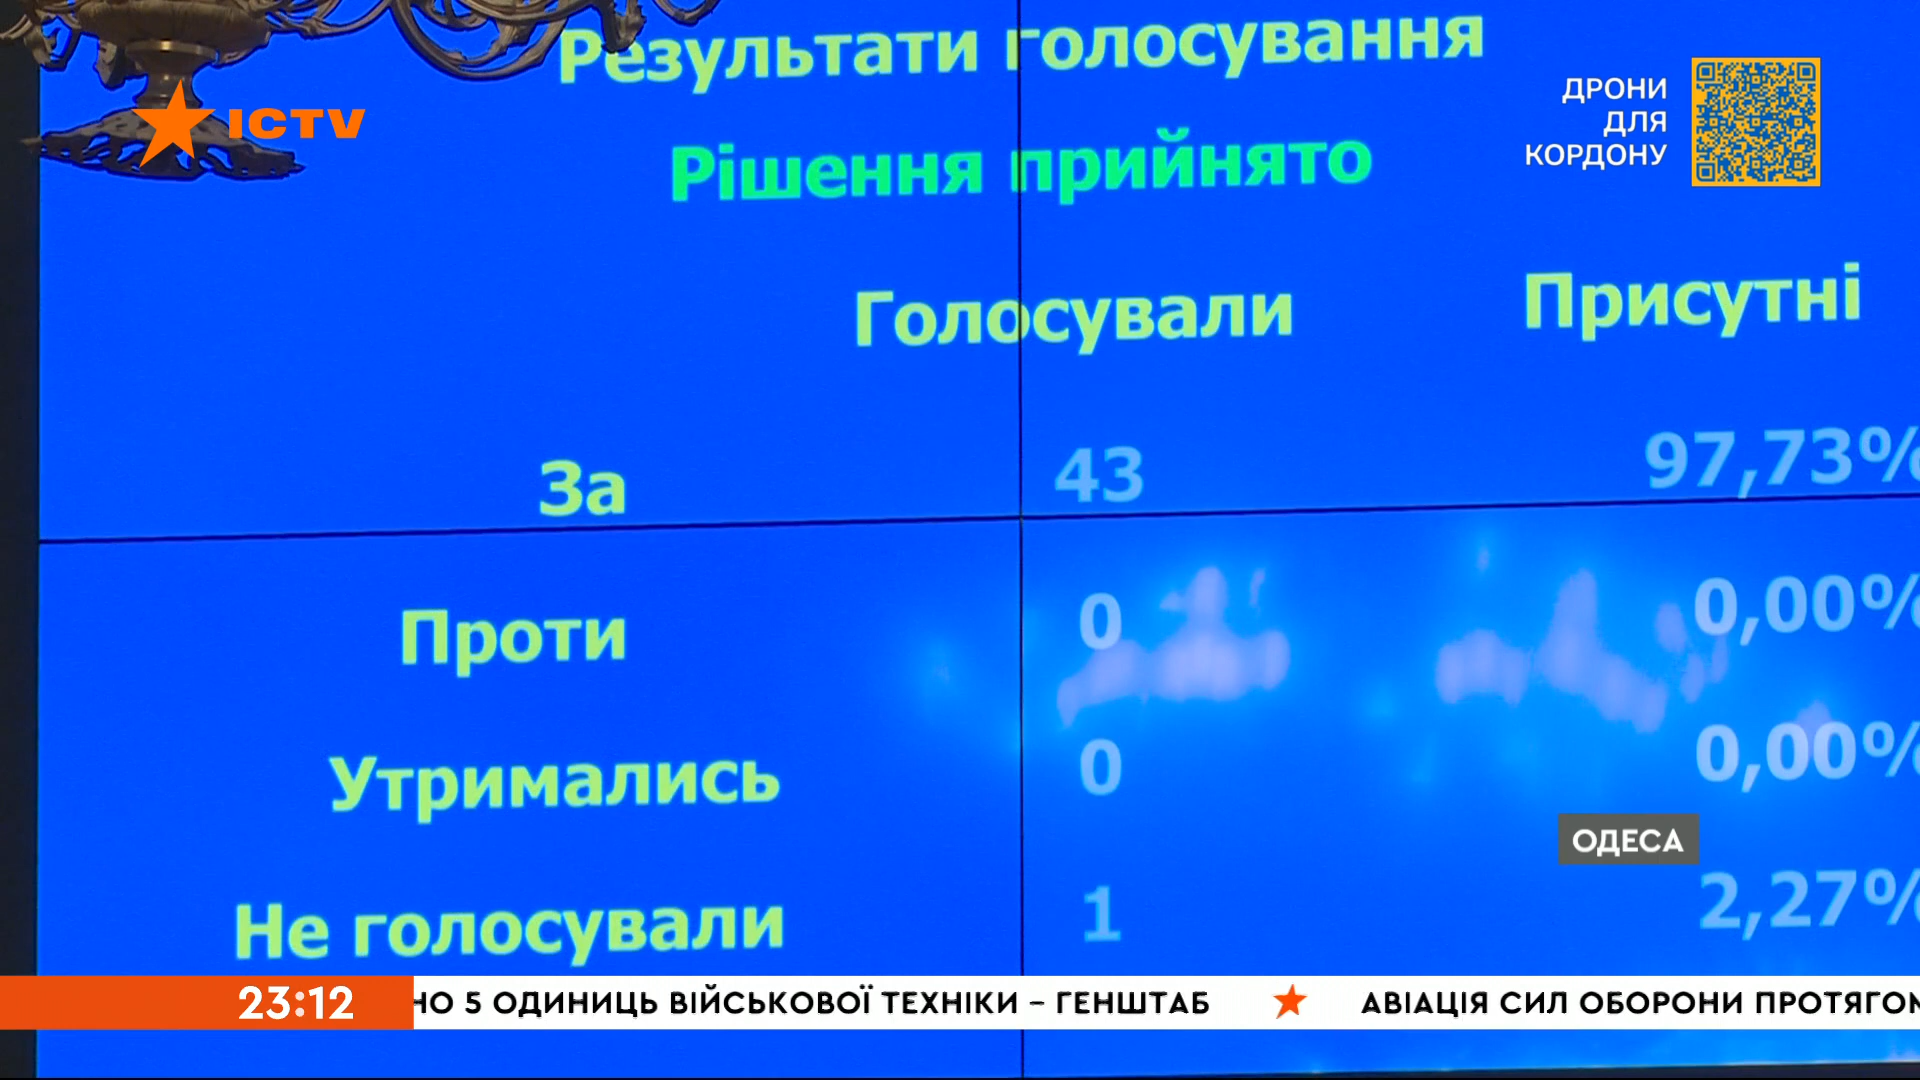 Результати голосування
Рішення прийнято
Голосували Присутні
За 43 97,73%
Проти 0 0,00%
Утримались 0 0,00%
Не голосували 1 2,27%
ICTV
ДРОНИ
ДЛЯ
КОРДОНУ
ОДЕСА
23:12 НО 5 ОДИНИЦЬ ВІЙСЬКОВОЇ ТЕХНІКИ – ГЕНШТАБ АВІАЦІЯ СИЛ ОБОРОНИ ПРОТЯГОМ